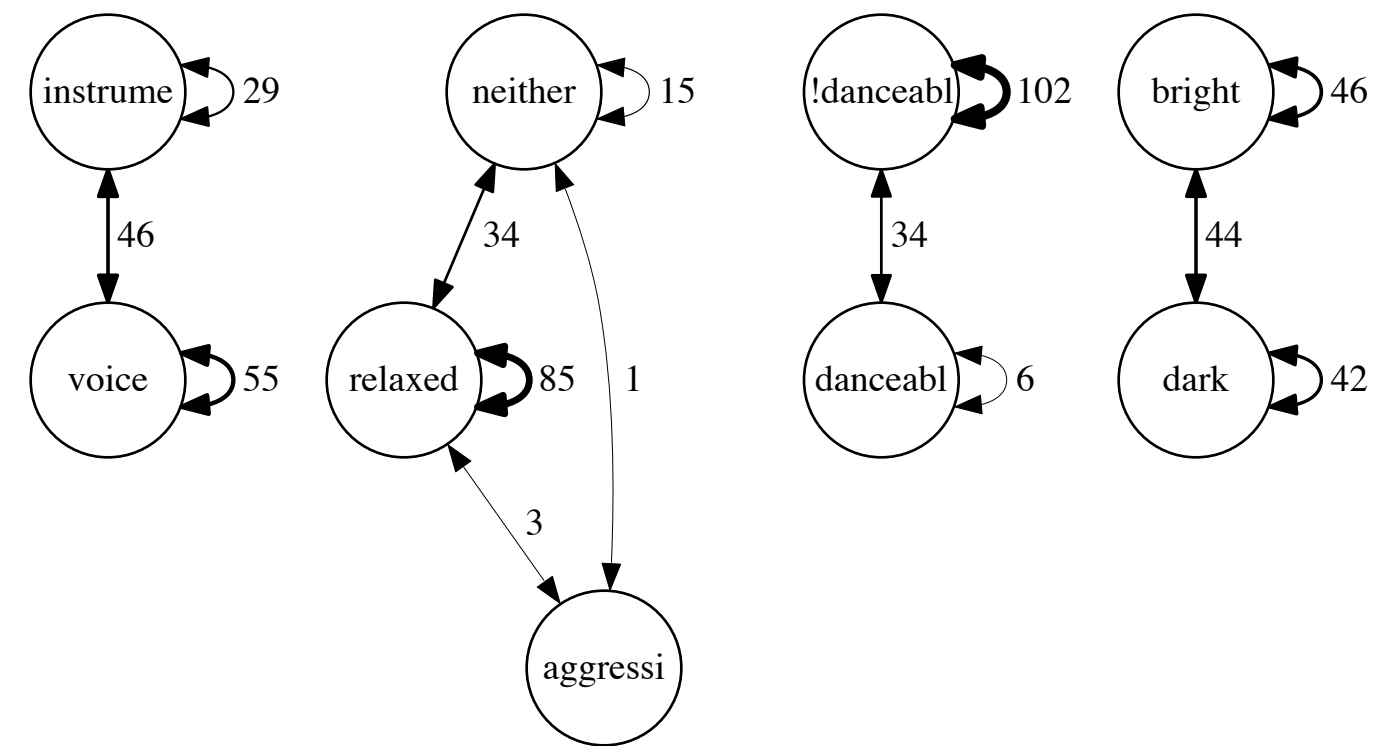 instrume 29 neither 15 !danceabl 102 bright 46
46 34 34 44
voice 55 relaxed 85 1 danceabl 6 dark 42
3
aggressi